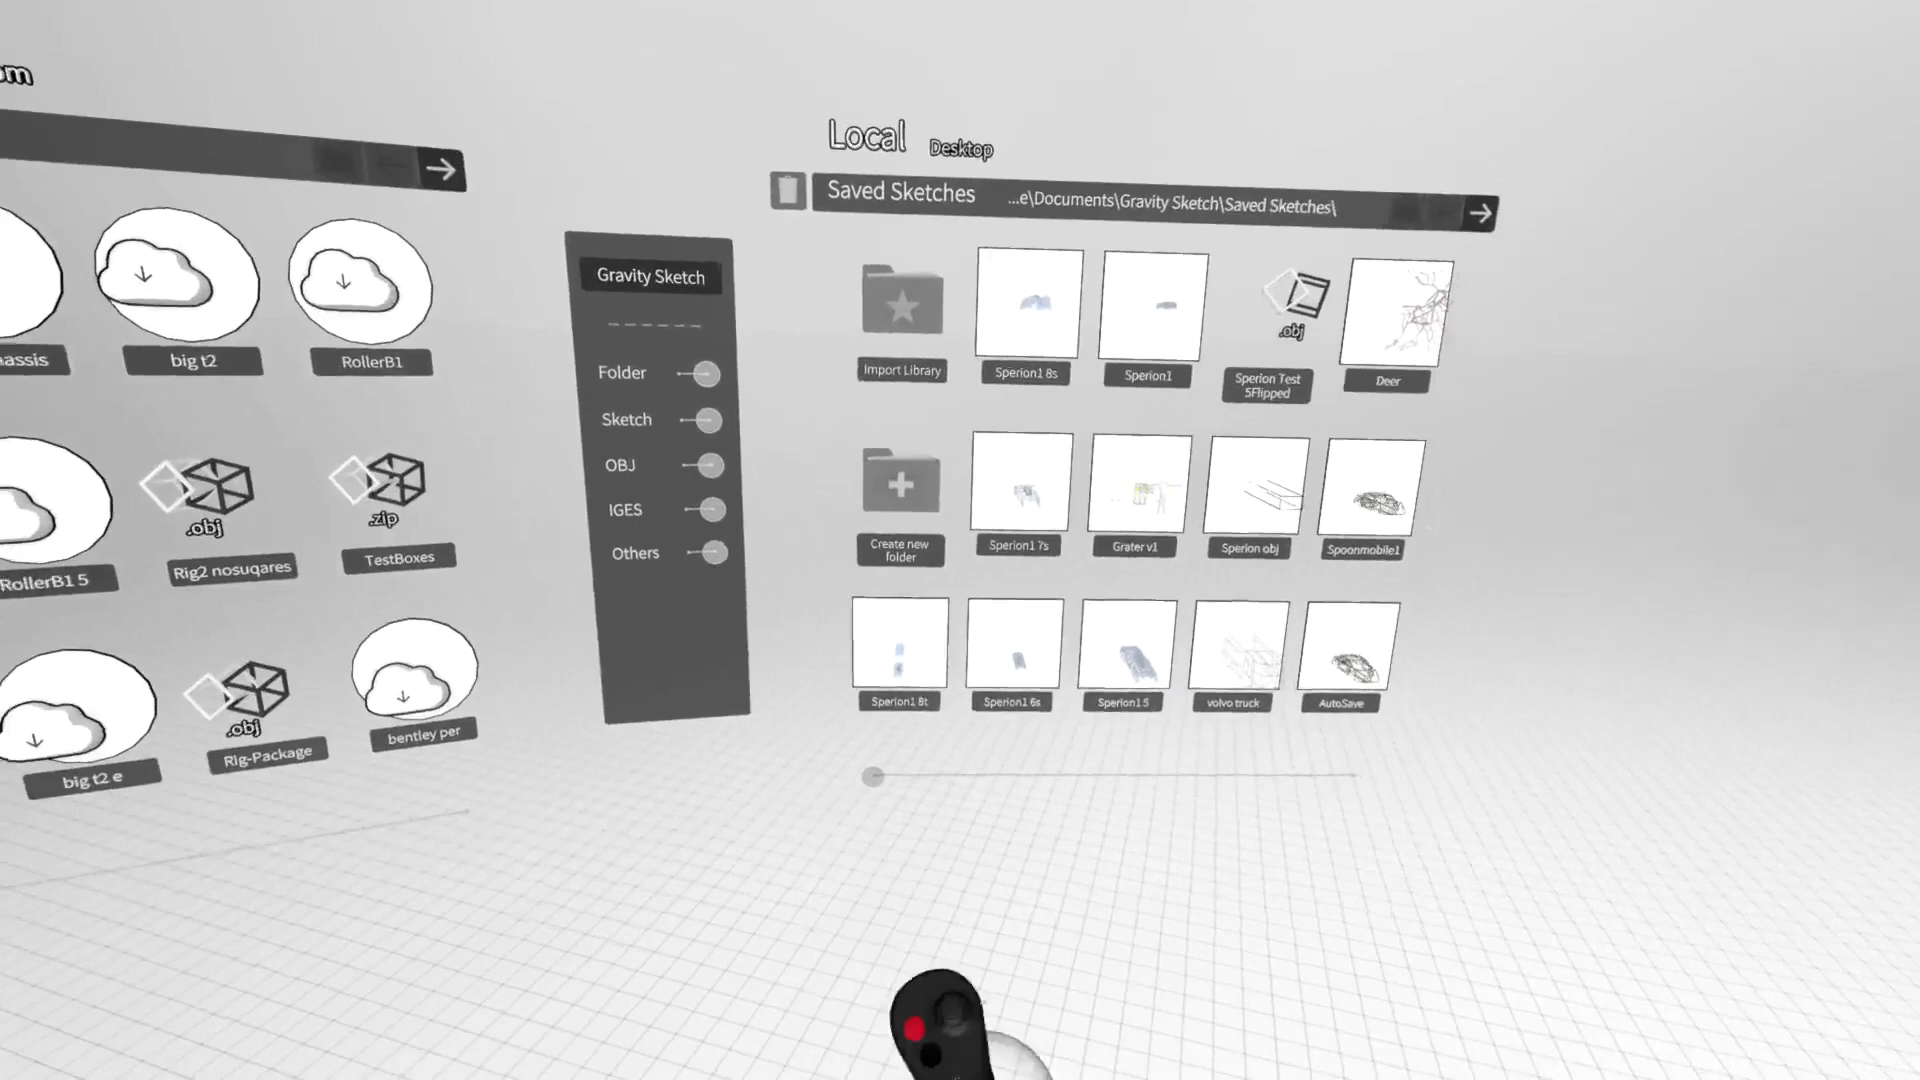 om
big t2
RollerB1
RollerB1 5
.obj
Rig2 nosuqares
.zip
TestBoxes
big t2 e
.obj
Rig-Package
bentley per
Gravity Sketch
Folder
Sketch
OBJ
IGES
Others
Local
Desktop
Saved Sketches
...e\Documents\Gravity Sketch\Saved Sketches\
Import Library
Sperion1 8s
Sperion1
.obj
Sperion Test
5Flipped
Deer
Create new
folder
Sperion1 7s
Grater v1
Sperion obj
Spoonmobile1
Sperion1 8t
Sperion1 6s
Sperion1 5
volvo truck
AutoSave